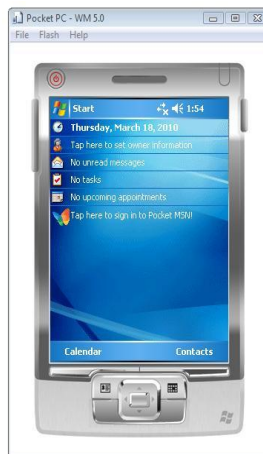 Pocket PC - WM 5.0
File Flash Help
Start 1:54
Thursday, March 18, 2010
Tap here to set owner information
No unread messages
No tasks
No upcoming appointments
Tap here to sign in to Pocket MSN!
Calendar Contacts